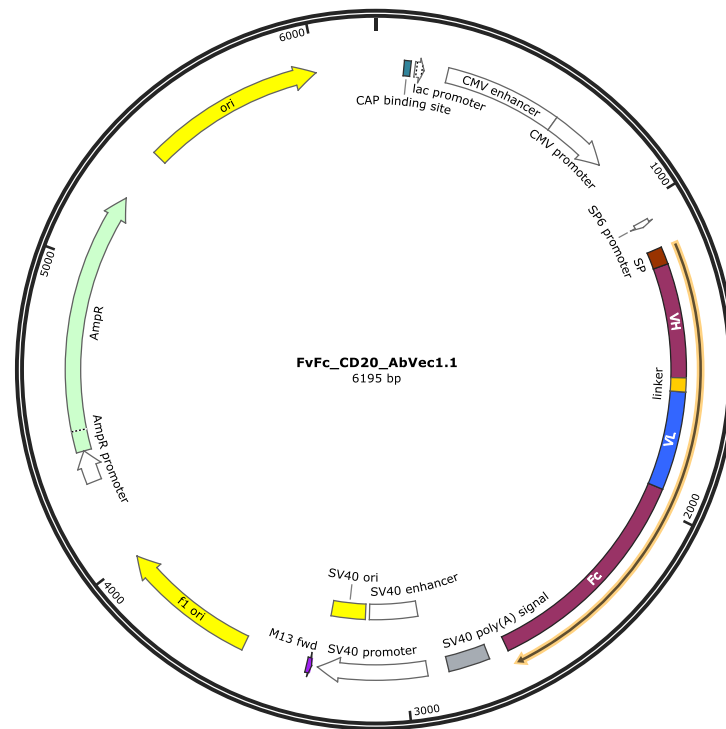 6000
ori
lac promoter
CAP binding site
CMV enhancer
CMV promoter
1000
SP6 promoter
SP
VH
linker
VL
2000
Fc
FvFc_CD20_AbVec1.1
6195 bp
5000
AmpR
AmpR promoter
4000
f1 ori
M13 fwd
SV40 ori
SV40 enhancer
SV40 promoter
SV40 poly(A) signal
3000